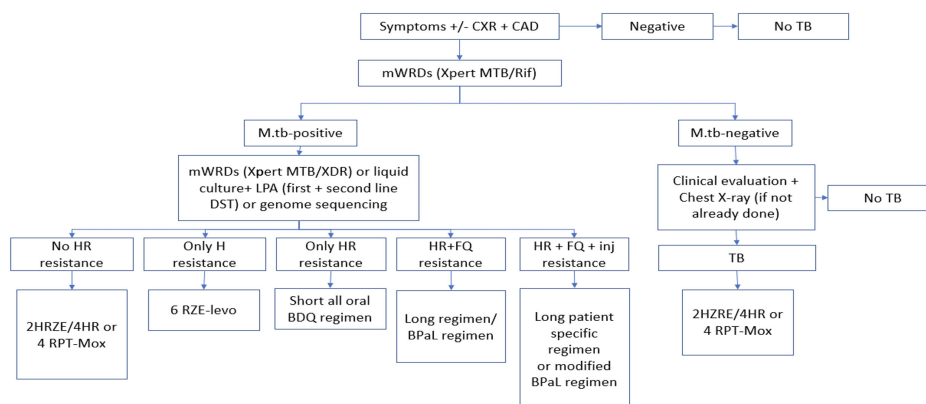 Symptoms +/- CXR + CAD
Negative
No TB
mWRDs (Xpert MTB/Rif)
M.tb-positive
M.tb-negative
mWRDs (Xpert MTB/XDR) or liquid
culture+ LPA (first + second line
DST) or genome sequencing
Clinical evaluation +
Chest X-ray (if not
already done)
No TB
No HR
resistance
Only H
resistance
Only HR
resistance
HR+FQ
resistance
HR + FQ + inj
resistance
TB
2HRZE/4HR or
4 RPT-Mox
6 RZE-levo
Short all oral
BDQ regimen
Long regimen/
BPaL regimen
Long patient
specific
regimen
or modified
BPaL regimen
2HZRE/4HR or
4 RPT-Mox